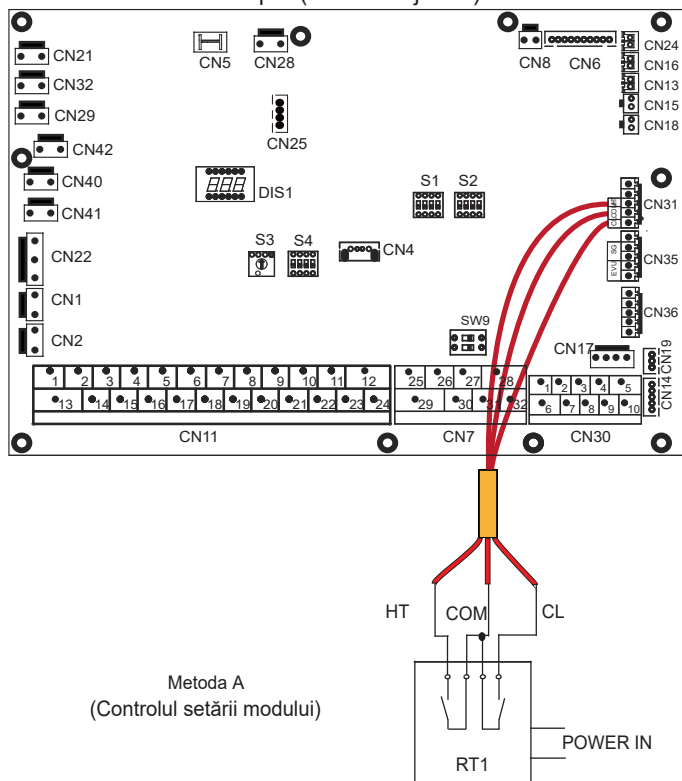 CN21
CN32
CN29
CN42
CN40
CN41
CN22
CN1
CN2
CN5
CN28
CN25
DIS1
S3
S4
CN4
S1
S2
SW9
CN8
CN6
CN24
CN16
CN13
CN15
CN18
CN31
SG
EVU
CN35
CN36
CN17
CN19
CN14
1 2 3 4 5 6 7 8 9 10 11 12
13 14 15 16 17 18 19 20 21 22 23 24
CN11
25 26 27 28
29 30 31 32
CN7
1 2 3 4 5
6 7 8 9 10
CN30
HT
COM
CL
Metoda A
(Controlul setării modului)
RT1
POWER IN